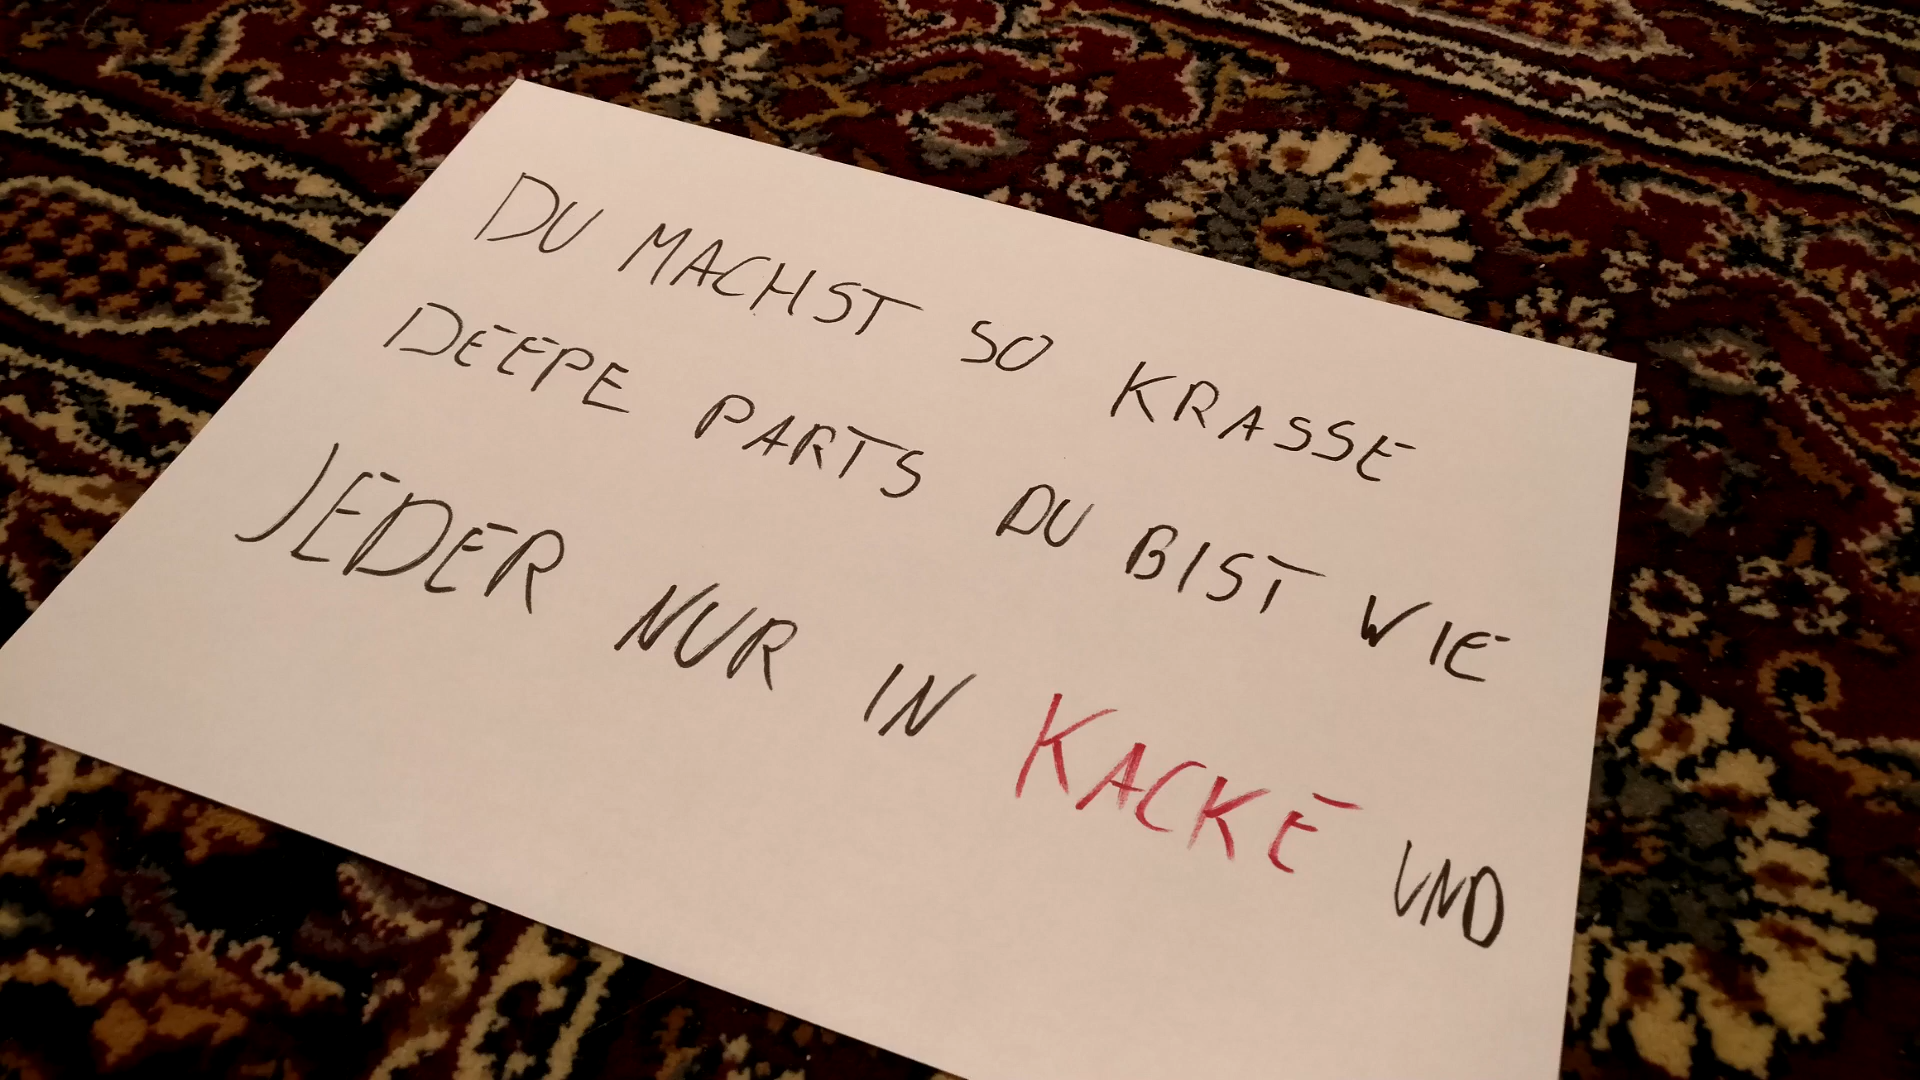 DU MACHST SO KRASSE
DEEPE PARTS DU BIST WIE
JEDER NUR IN KACKE UND